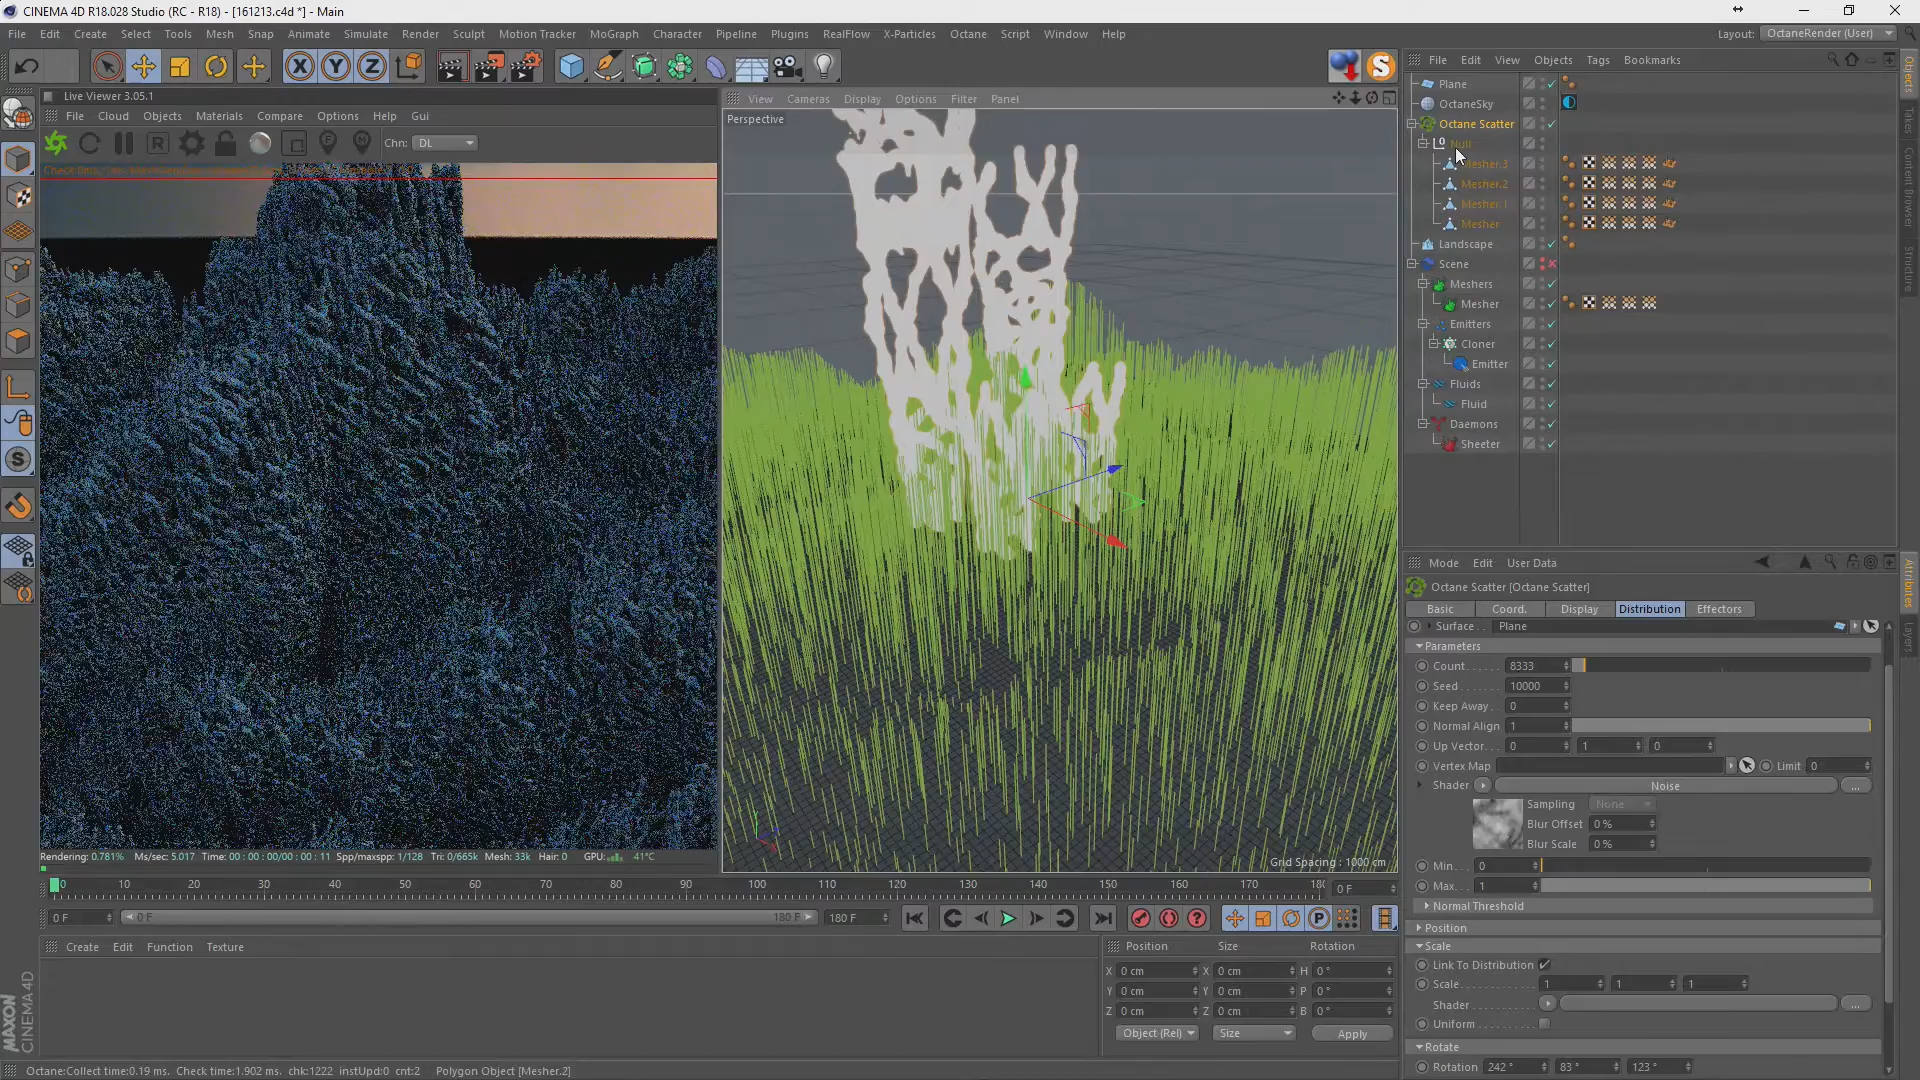 CINEMA 4D R18.028 Studio (RC - R18) - [161213.c4d *] - Main
File Edit Create Select Tools Mesh Snap Animate Simulate Render Sculpt Motion Tracker MoGraph Character Pipeline Plugins RealFlow X-Particles Octane Script Window Help
Layout: OctaneRender (User)
Live Viewer 3.05.1
File Cloud Objects Materials Compare Options Help Gui
Chn: DL
View Cameras Display Options Filter Panel
Perspective
Grid Spacing : 1000 cm
Rendering: 0.781% Ms/sec: 5.017 Time: 00 : 00 : 00/00 : 00 : 11 Spp/maxspp: 1/128 Tri: 0/665k Mesh: 33k Hair: 0 GPU: 41°C
File Edit View Objects Tags Bookmarks
Plane
OctaneSky
Octane Scatter
Null
Mesher.3
Mesher.2
Mesher.1
Mesher
Landscape
Scene
Meshers
Mesher
Emitters
Cloner
Emitter
Fluids
Fluid
Daemons
Sheeter
Objects
Takes
Content Browser
Structure
Mode Edit User Data
Octane Scatter [Octane Scatter]
Basic Coord. Display Distribution Effectors
Surface . . Plane
Parameters
Count . . . . . . 8333
Seed . . . . . . . 10000
Keep Away . . 0
Normal Align 1
Up Vector. . . 0 1 0
Vertex Map Limit 0
Shader Noise ...
Sampling None
Blur Offset 0 %
Blur Scale 0 %
Min. . . 0
Max. . . 1
Normal Threshold
Position
Scale
Link To Distribution
Scale. . . . . . . . . . . 1 1 1
Shader . . . . . . . . . ...
Uniform . . . . . . . .
Rotate
Rotation 242 ° 83 ° 123 °
Attributes
Layers
0 10 20 30 40 50 60 70 80 90 100 110 120 130 140 150 160 170 180 0 F
0 F 0 F 180 F 180 F
Create Edit Function Texture
Position Size Rotation
X 0 cm X 0 cm H 0 °
Y 0 cm Y 0 cm P 0 °
Z 0 cm Z 0 cm B 0 °
Object (Rel) Size Apply
MAXON
CINEMA 4D
Octane:Collect time:0.19 ms. Check time:1.902 ms. chk:1222 instUpd:0 cnt:2 Polygon Object [Mesher.2]